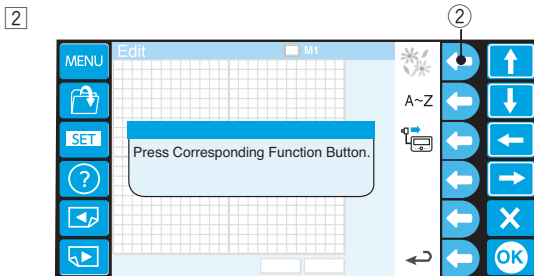 2
②
MENU
Edit
M1
A~Z
SET
Press Corresponding Function Button.
?
OK